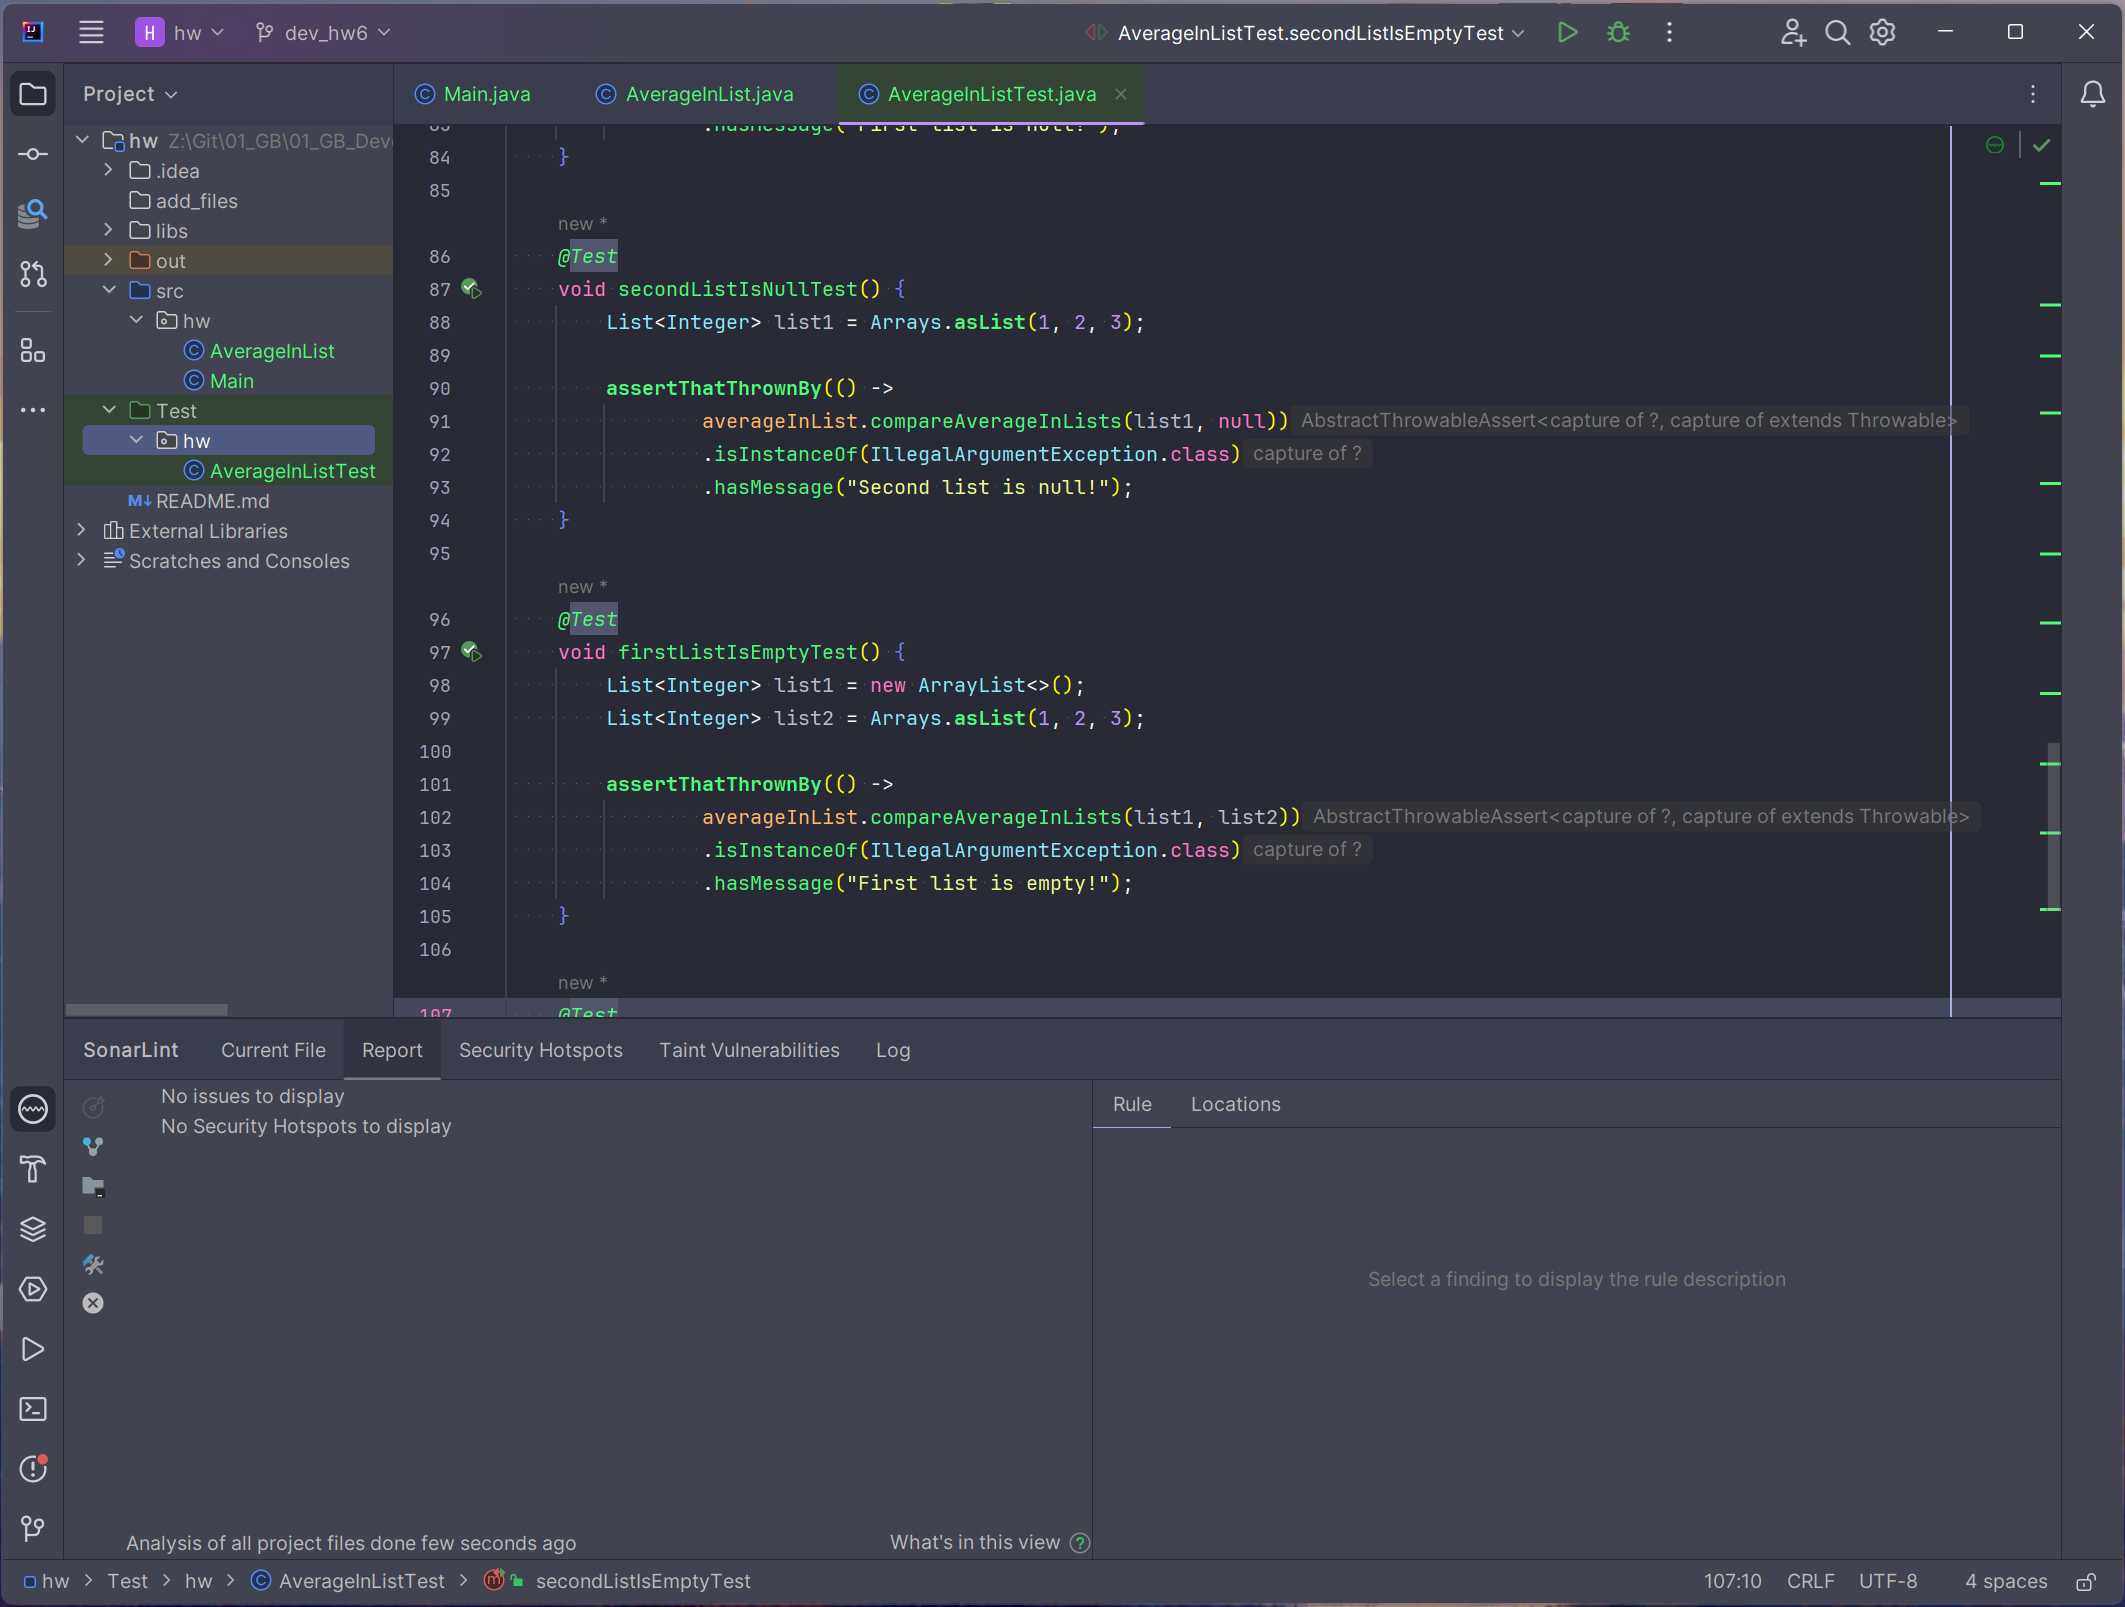 H hw dev_hw6 AverageInListTest.secondListIsEmptyTest
Project
Main.java AverageInList.java AverageInListTest.java
hw Z:\Git\01_GB\01_GB_Dev
.idea
add_files
libs
out
src
hw
AverageInList
Main
Test
hw
AverageInListTest
M↓ README.md
External Libraries
Scratches and Consoles
.hasMessage("First list is null!");
84 }
85
new *
86 @Test
87 void secondListIsNullTest() {
88 List<Integer> list1 = Arrays.asList(1, 2, 3);
89
90 assertThatThrownBy(() ->
91 averageInList.compareAverageInLists(list1, null)) AbstractThrowableAssert<capture of ?, capture of extends Throwable>
92 .isInstanceOf(IllegalArgumentException.class) capture of ?
93 .hasMessage("Second list is null!");
94 }
95
new *
96 @Test
97 void firstListIsEmptyTest() {
98 List<Integer> list1 = new ArrayList<>();
99 List<Integer> list2 = Arrays.asList(1, 2, 3);
100
101 assertThatThrownBy(() ->
102 averageInList.compareAverageInLists(list1, list2)) AbstractThrowableAssert<capture of ?, capture of extends Throwable>
103 .isInstanceOf(IllegalArgumentException.class) capture of ?
104 .hasMessage("First list is empty!");
105 }
106
new *
107 @Test
SonarLint Current File Report Security Hotspots Taint Vulnerabilities Log
No issues to display
No Security Hotspots to display
Rule Locations
Select a finding to display the rule description
Analysis of all project files done few seconds ago
What's in this view ?
hw > Test > hw > AverageInListTest > secondListIsEmptyTest
107:10 CRLF UTF-8 4 spaces